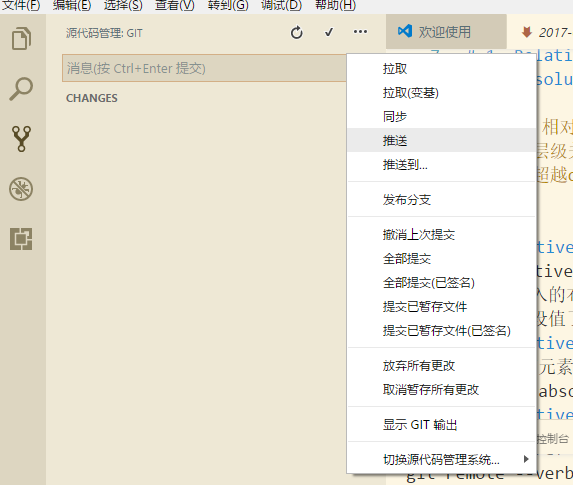 文件(F) 编辑(E) 选择(S) 查看(V) 转到(G) 调试(D) 帮助(H)
源代码管理: GIT
欢迎使用
2017-
消息(按 Ctrl+Enter 提交)
CHANGES
拉取
拉取(变基)
同步
推送
推送到...
发布分支
撤消上次提交
全部提交
全部提交(已签名)
提交已暂存文件
提交已暂存文件(已签名)
放弃所有更改
取消暂存所有更改
显示 GIT 输出
切换源代码管理系统...
相对
层级
超越
tive
tive
人的
设值
tive
元素
abso
tive
控制台
git remote --verb